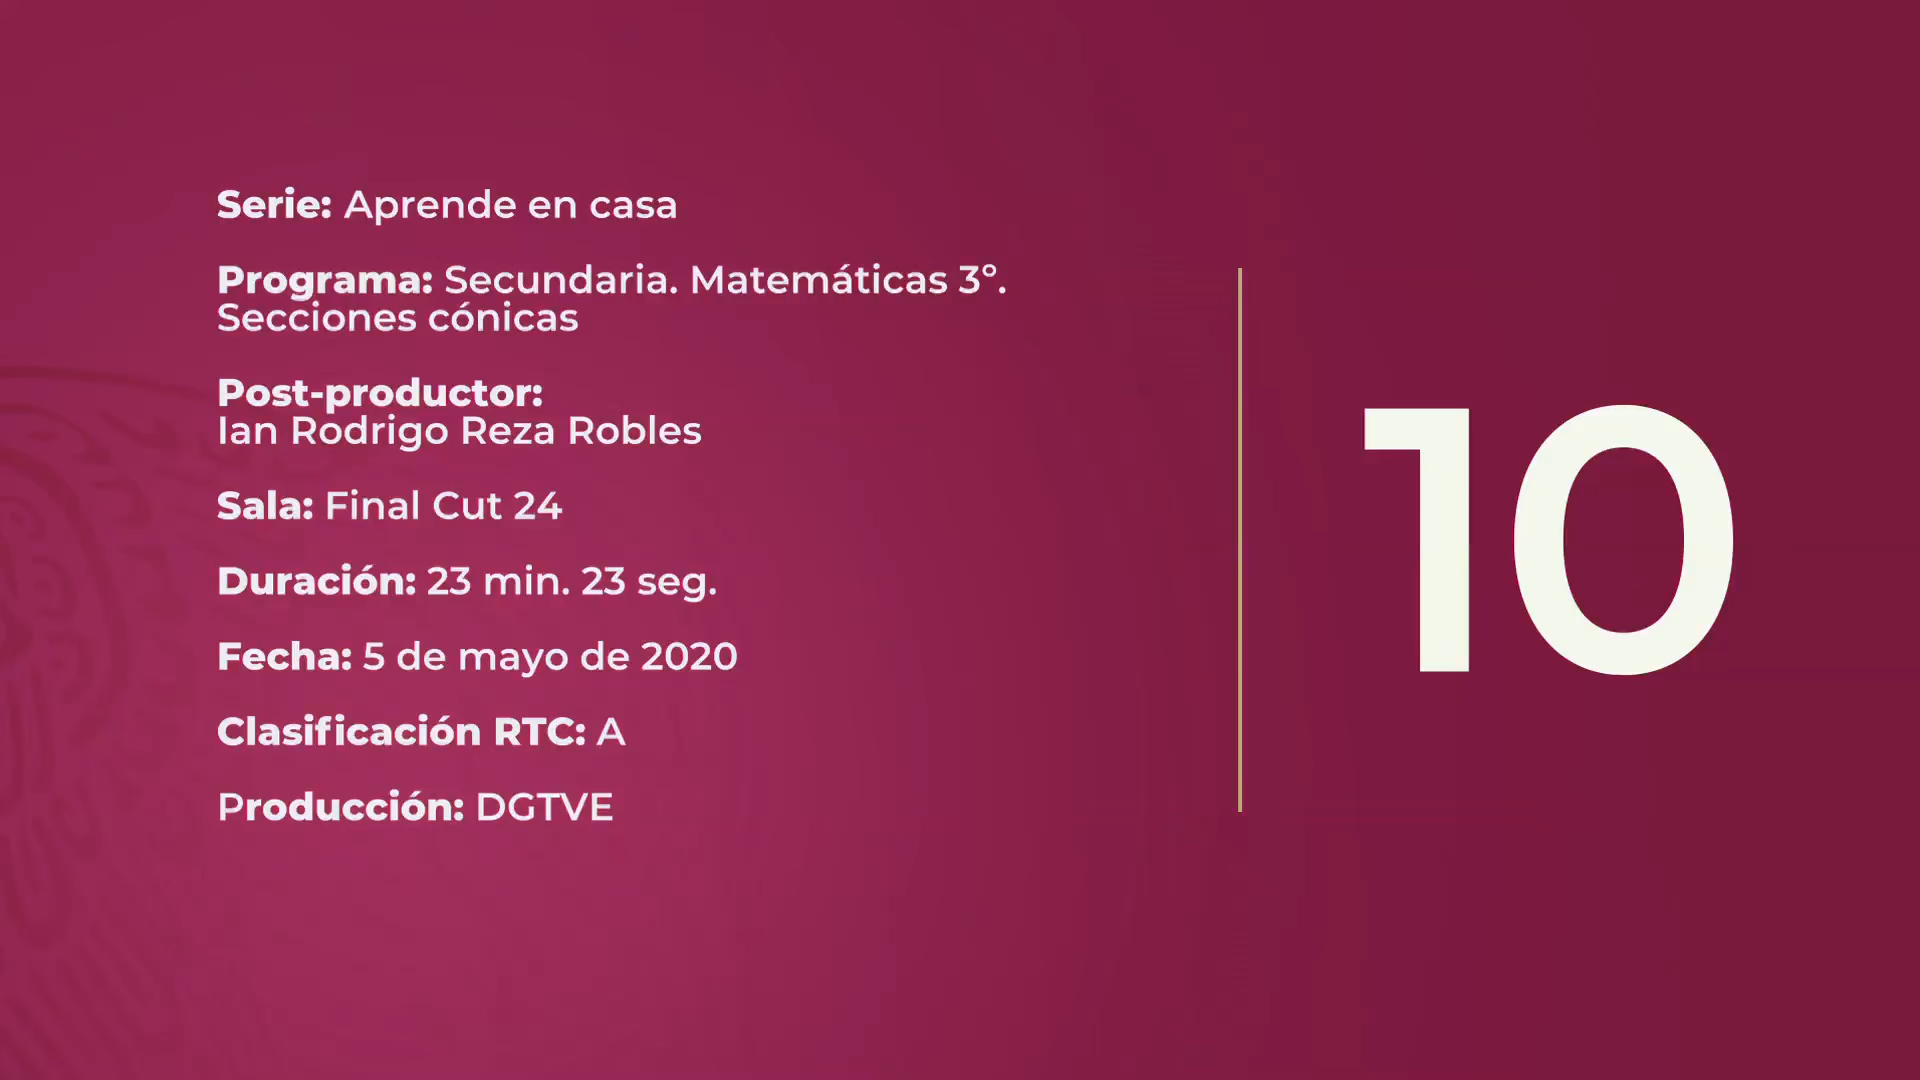 Serie: Aprende en casa
Programa: Secundaria. Matemáticas 3º.
Secciones cónicas
Post-productor:
Ian Rodrigo Reza Robles
Sala: Final Cut 24
Duración: 23 min. 23 seg.
Fecha: 5 de mayo de 2020
Clasificación RTC: A
Producción: DGTVE
10